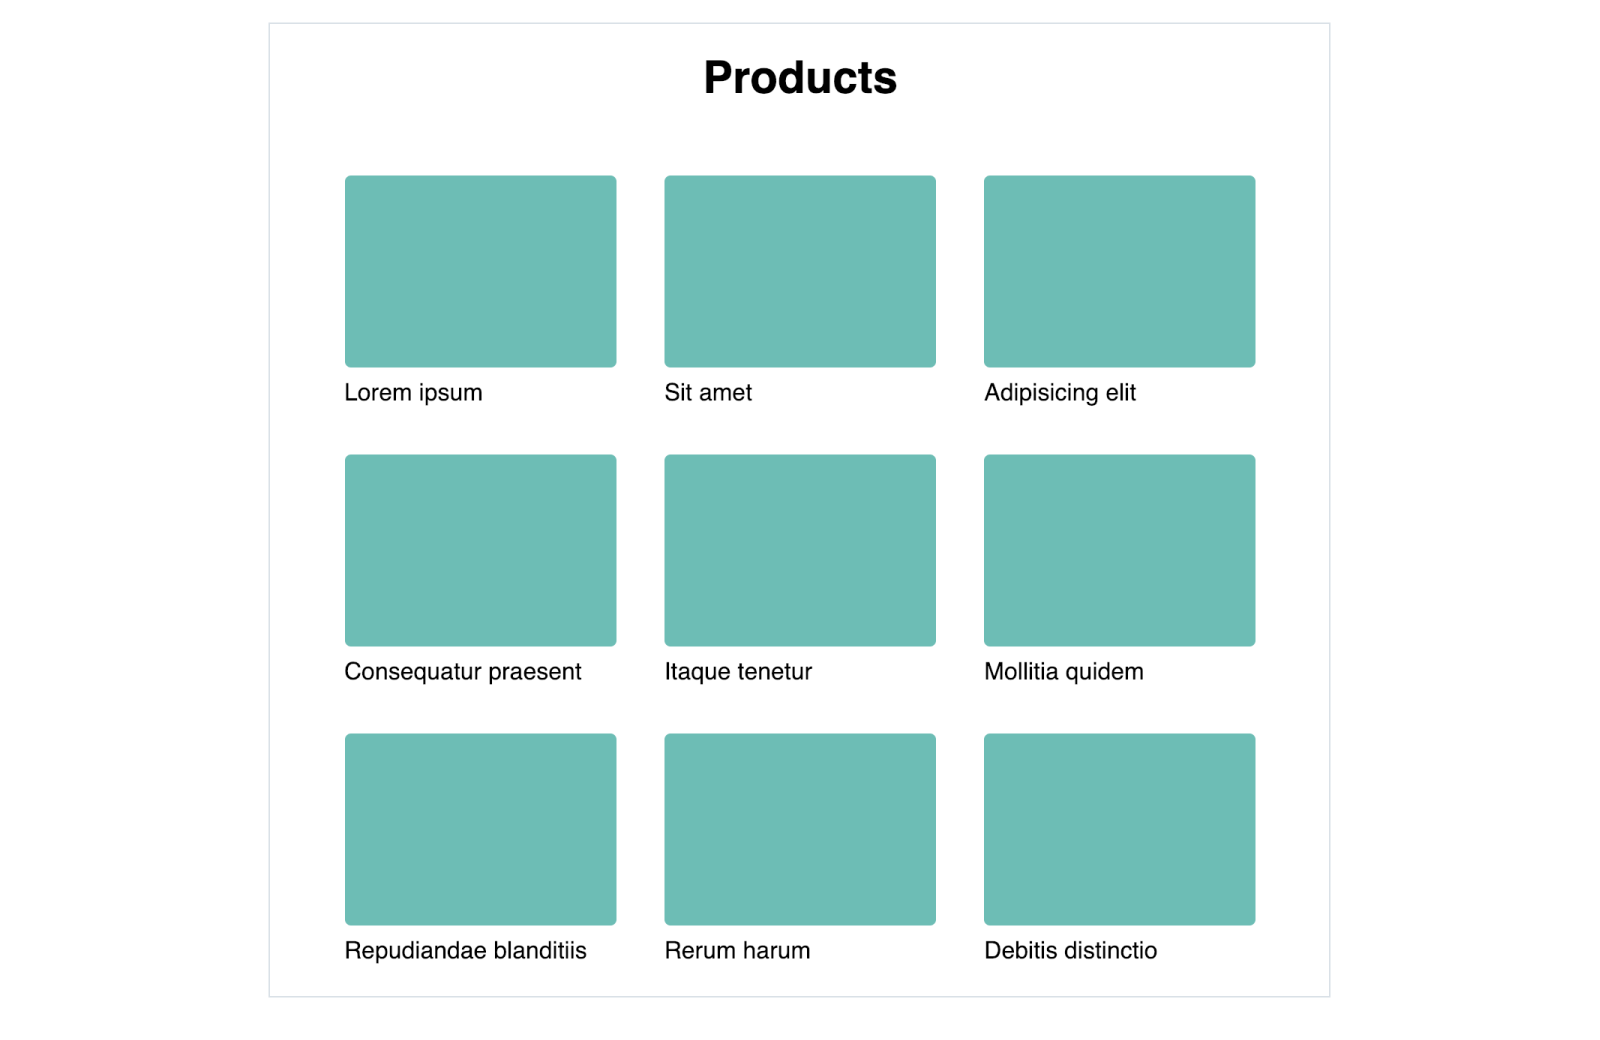 Products
Lorem ipsum
Sit amet
Adipisicing elit
Consequatur praesent
Itaque tenetur
Mollitia quidem
Repudiandae blanditiis
Rerum harum
Debitis distinctio